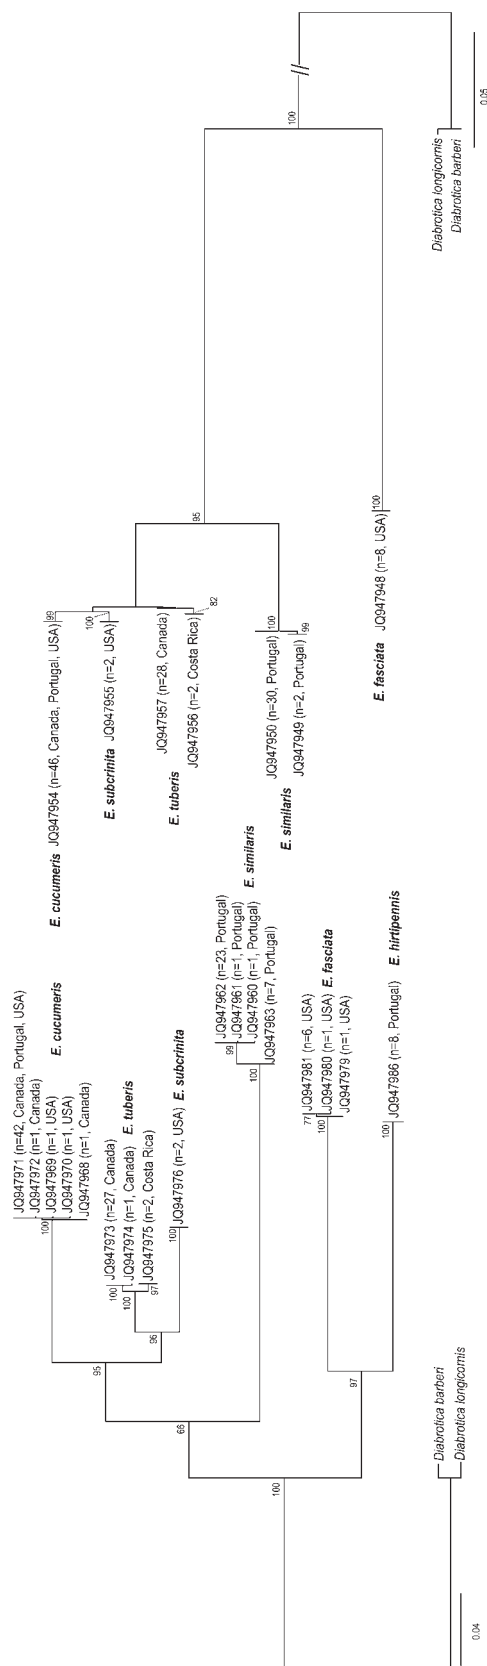 100
0.05
Diabrotica longicornis
Diabrotica barberi
95
99
100
82
100
99
100
E. cucumeris JQ947954 (n=46, Canada, Portugal, USA)
E. subcrinita JQ947955 (n=2, USA)
JQ947957 (n=28, Canada)
E. tuberis
JQ947956 (n=2, Costa Rica)
JQ947950 (n=30, Portugal)
E. similaris
JQ947949 (n=2, Portugal)
E. fasciata JQ947948 (n=8, USA)
JQ947971 (n=42, Canada, Portugal, USA)
JQ947972 (n=1, Canada)
JQ947969 (n=1, USA)
E. cucumeris
JQ947970 (n=1, USA)
JQ947968 (n=1, Canada)
100
JQ947973 (n=27, Canada)
JQ947974 (n=1, Canada)
E. tuberis
JQ947975 (n=2, Costa Rica)
100
100
97
JQ947976 (n=2, USA)
E. subcrinita
100
96
95
JQ947962 (n=23, Portugal)
JQ947961 (n=1, Portugal)
E. similaris
JQ947960 (n=1, Portugal)
JQ947963 (n=7, Portugal)
99
100
66
JQ947981 (n=6, USA)
JQ947980 (n=1, USA)
E. fasciata
JQ947979 (n=1, USA)
77
100
JQ947986 (n=8, Portugal)
E. hirtipennis
100
97
100
Diabrotica barberi
Diabrotica longicornis
0.04